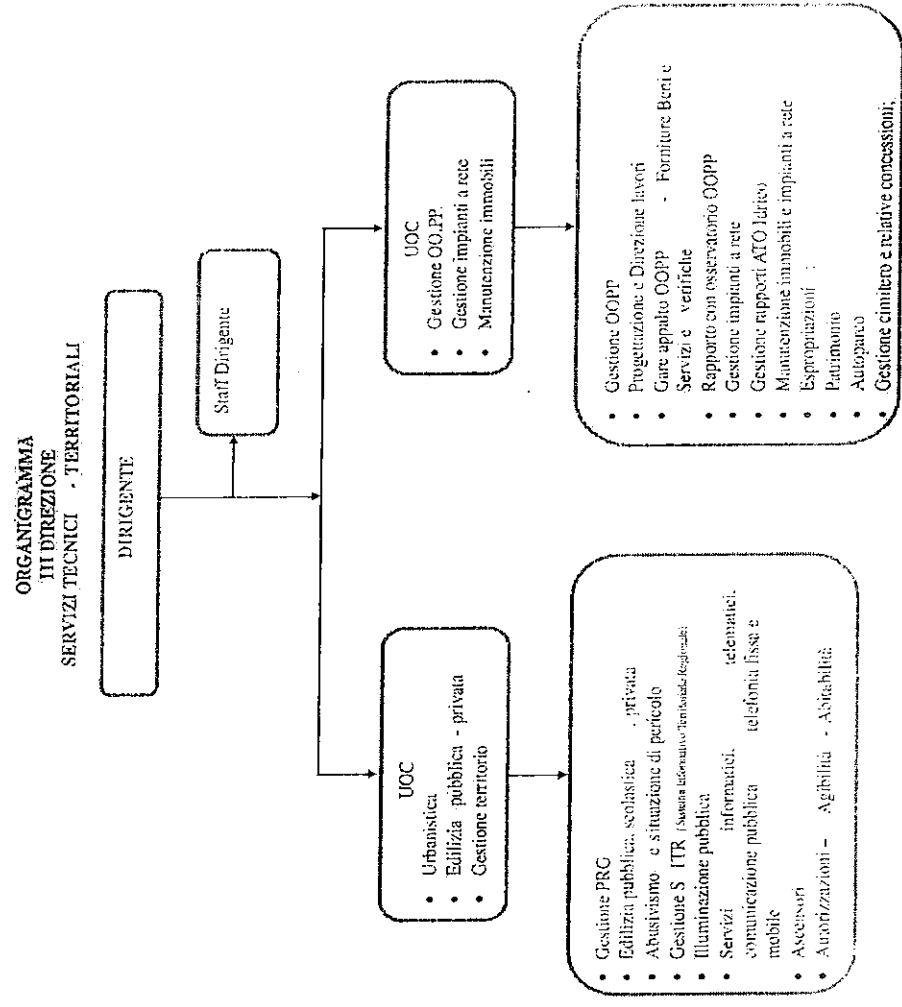 ORGANIGRAMMA
III DIREZIONE
SERVIZI TECNICI - TERRITORIALI
DIRIGENTE
Staff Dirigente
UOC
• Urbanistica
• Edilizia pubblica - privata
• Gestione territorio
UOC
• Gestione OO.PP.
• Gestione impianti a rete
• Manutenzione immobili
• Gestione PRG
• Edilizia pubblica, scolastica - privata
• Abusivismo e situazione di pericolo
• Gestione S ITR (Sistema Informativo Territoriale Regionale)
• Illuminazione pubblica
• Servizi informatici, telematici,
comunicazione pubblica telefonia fissa e
mobile
• Ascensori
• Autorizzazioni – Agibilità - Abitabilità
• Gestione OOPP
• Progettazione e Direzione lavori
• Gare appalto OOPP - Forniture Beni e
Servizi e verifiche
• Rapporto con osservatorio OOPP
• Gestione impianti a rete
• Gestione rapporti ATO Idrico
• Manutenzione immobili e impianti a rete
• Espropriazioni :
• Patrimonio
• Autoparco
• Gestione cimitero e relative concessioni;